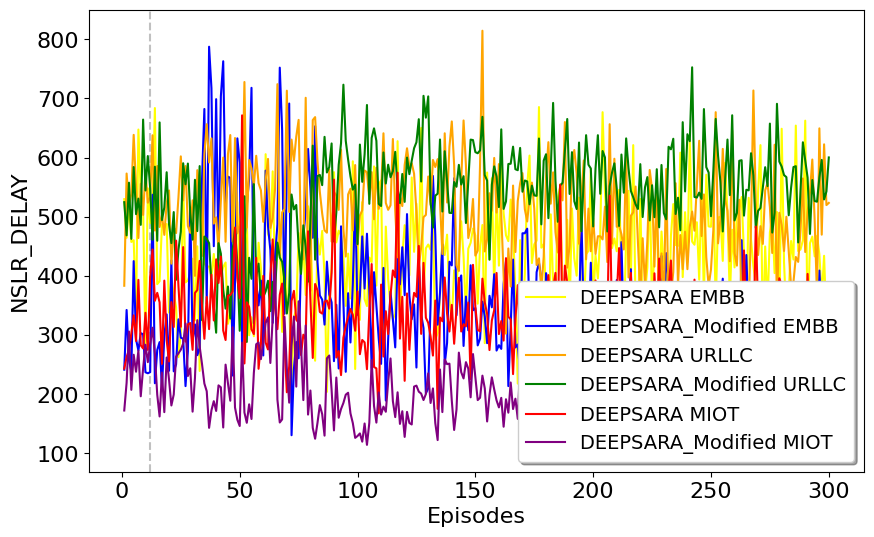 800
700
600
500
400
300
200
100
NSLR_DELAY
0
50
100
150
200
250
300
Episodes
DEEPSARA EMBB
DEEPSARA_Modified EMBB
DEEPSARA URLLC
DEEPSARA_Modified URLLC
DEEPSARA MIOT
DEEPSARA_Modified MIOT